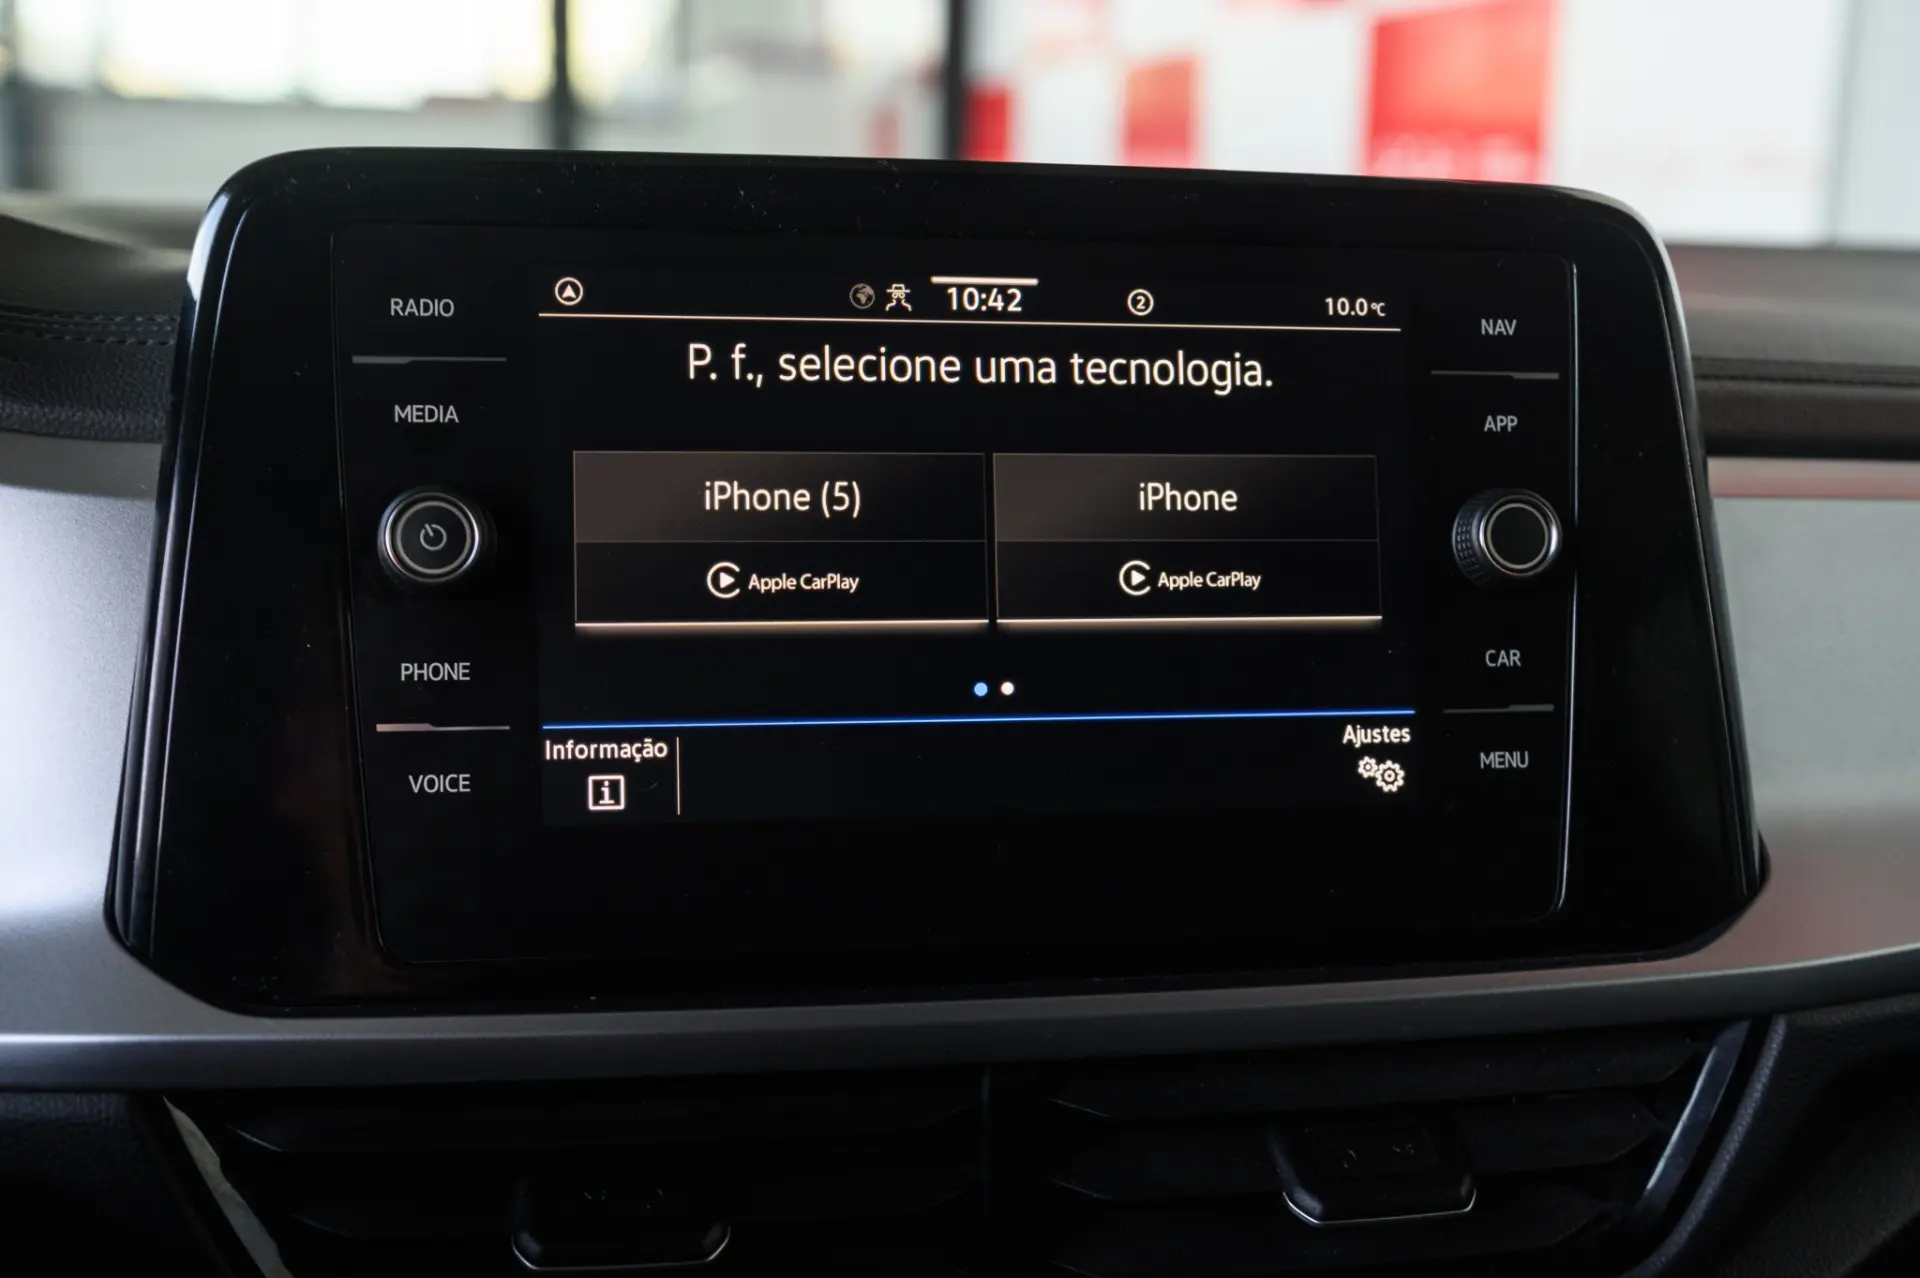 RADIO
MEDIA
PHONE
VOICE
10:42
2
10.0°C
P. f., selecione uma tecnologia.
iPhone (5)
Apple CarPlay
iPhone
Apple CarPlay
Informação
i
Ajustes
NAV
APP
CAR
MENU